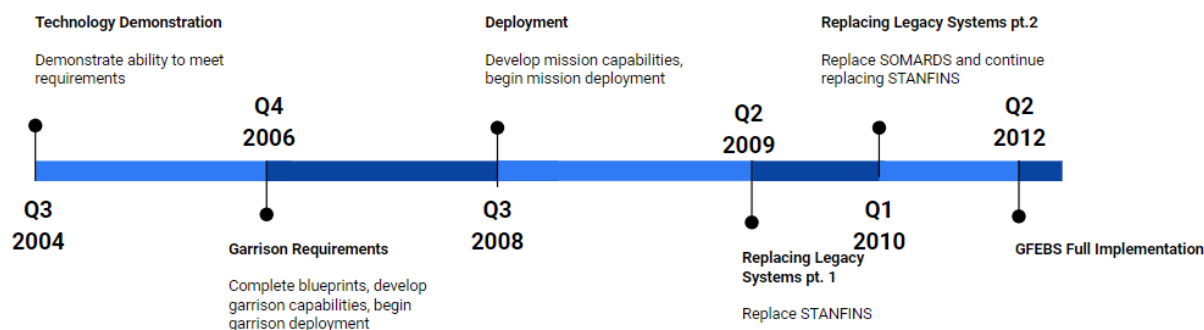 Technology Demonstration
Demonstrate ability to meet
requirements
Q3
2004
Q4
2006
Garrison Requirements
Complete blueprints, develop
garrison capabilities, begin
garrison deployment
Deployment
Develop mission capabilities,
begin mission deployment
Q3
2008
Q2
2009
Replacing Legacy
Systems pt. 1
Replace STANFINS
Replacing Legacy Systems pt.2
Replace SOMARDS and continue
replacing STANFINS
Q1
2010
Q2
2012
GFEBS Full Implementation